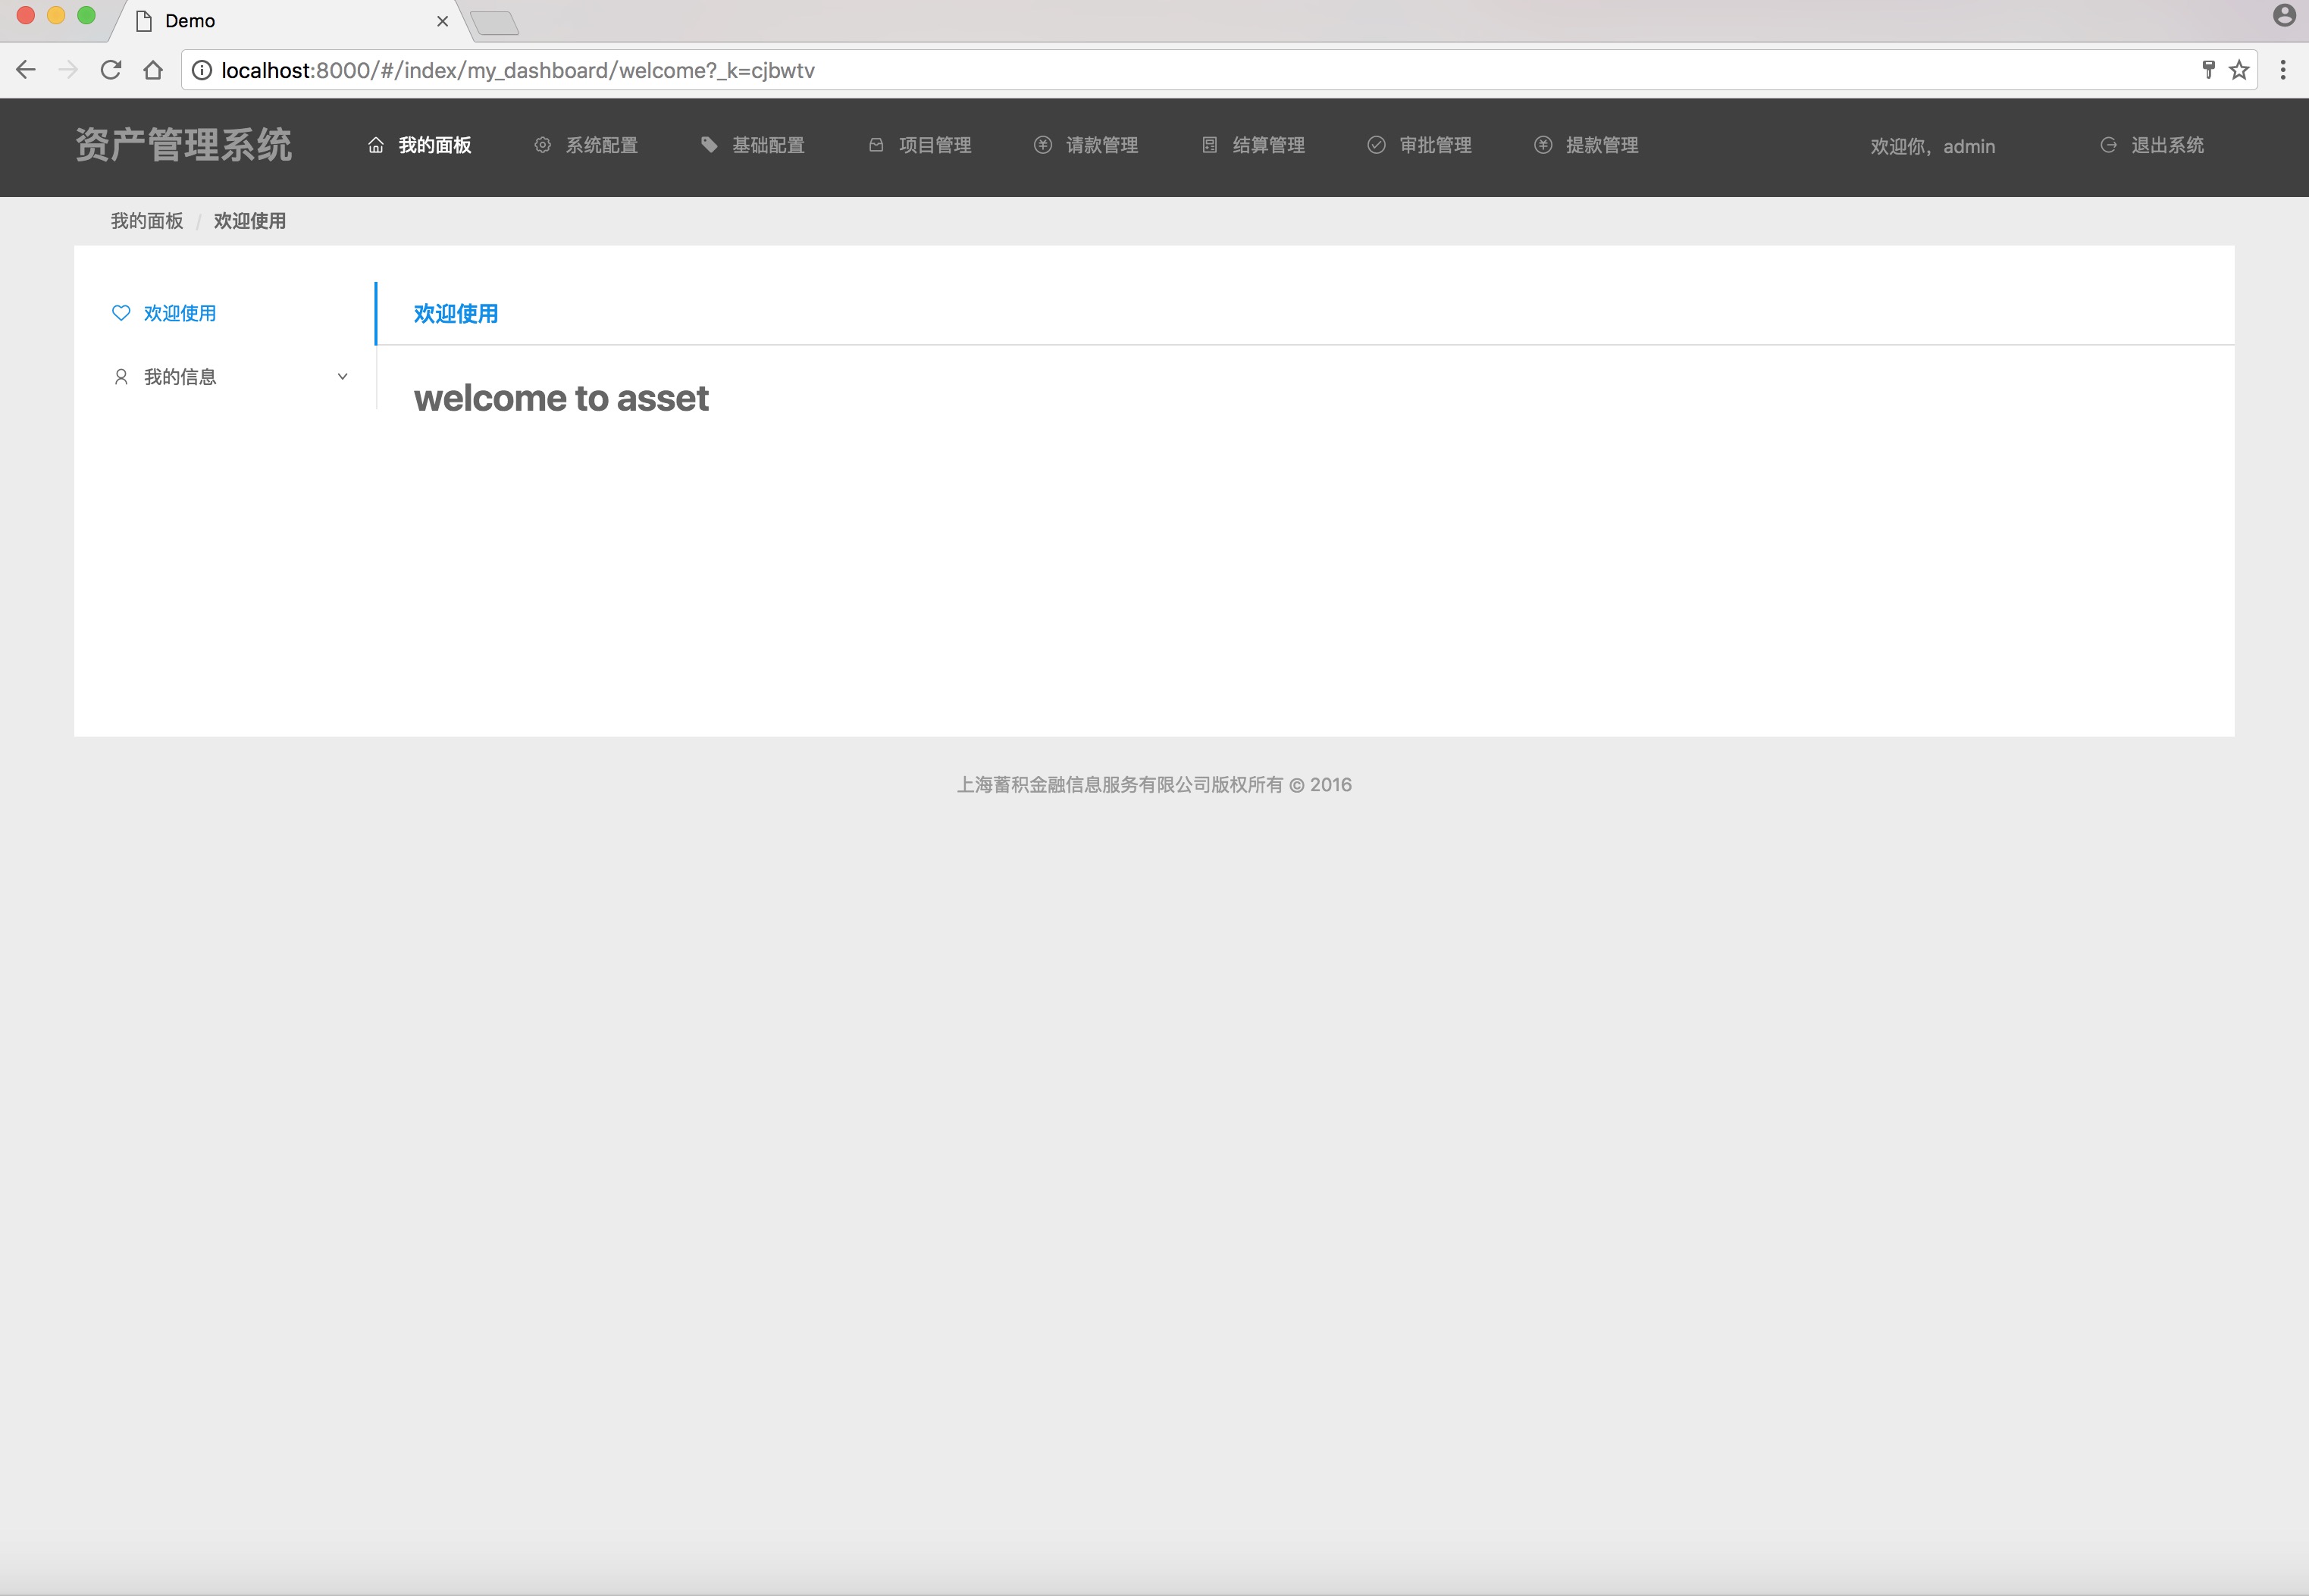 Demo
localhost:8000/#/index/my_dashboard/welcome?_k=cjbwtv
资产管理系统 我的面板 系统配置 基础配置 项目管理 请款管理 结算管理 审批管理 提款管理 欢迎你，admin 退出系统
我的面板 / 欢迎使用
欢迎使用
我的信息
欢迎使用
welcome to asset
上海蓄积金融信息服务有限公司版权所有 © 2016